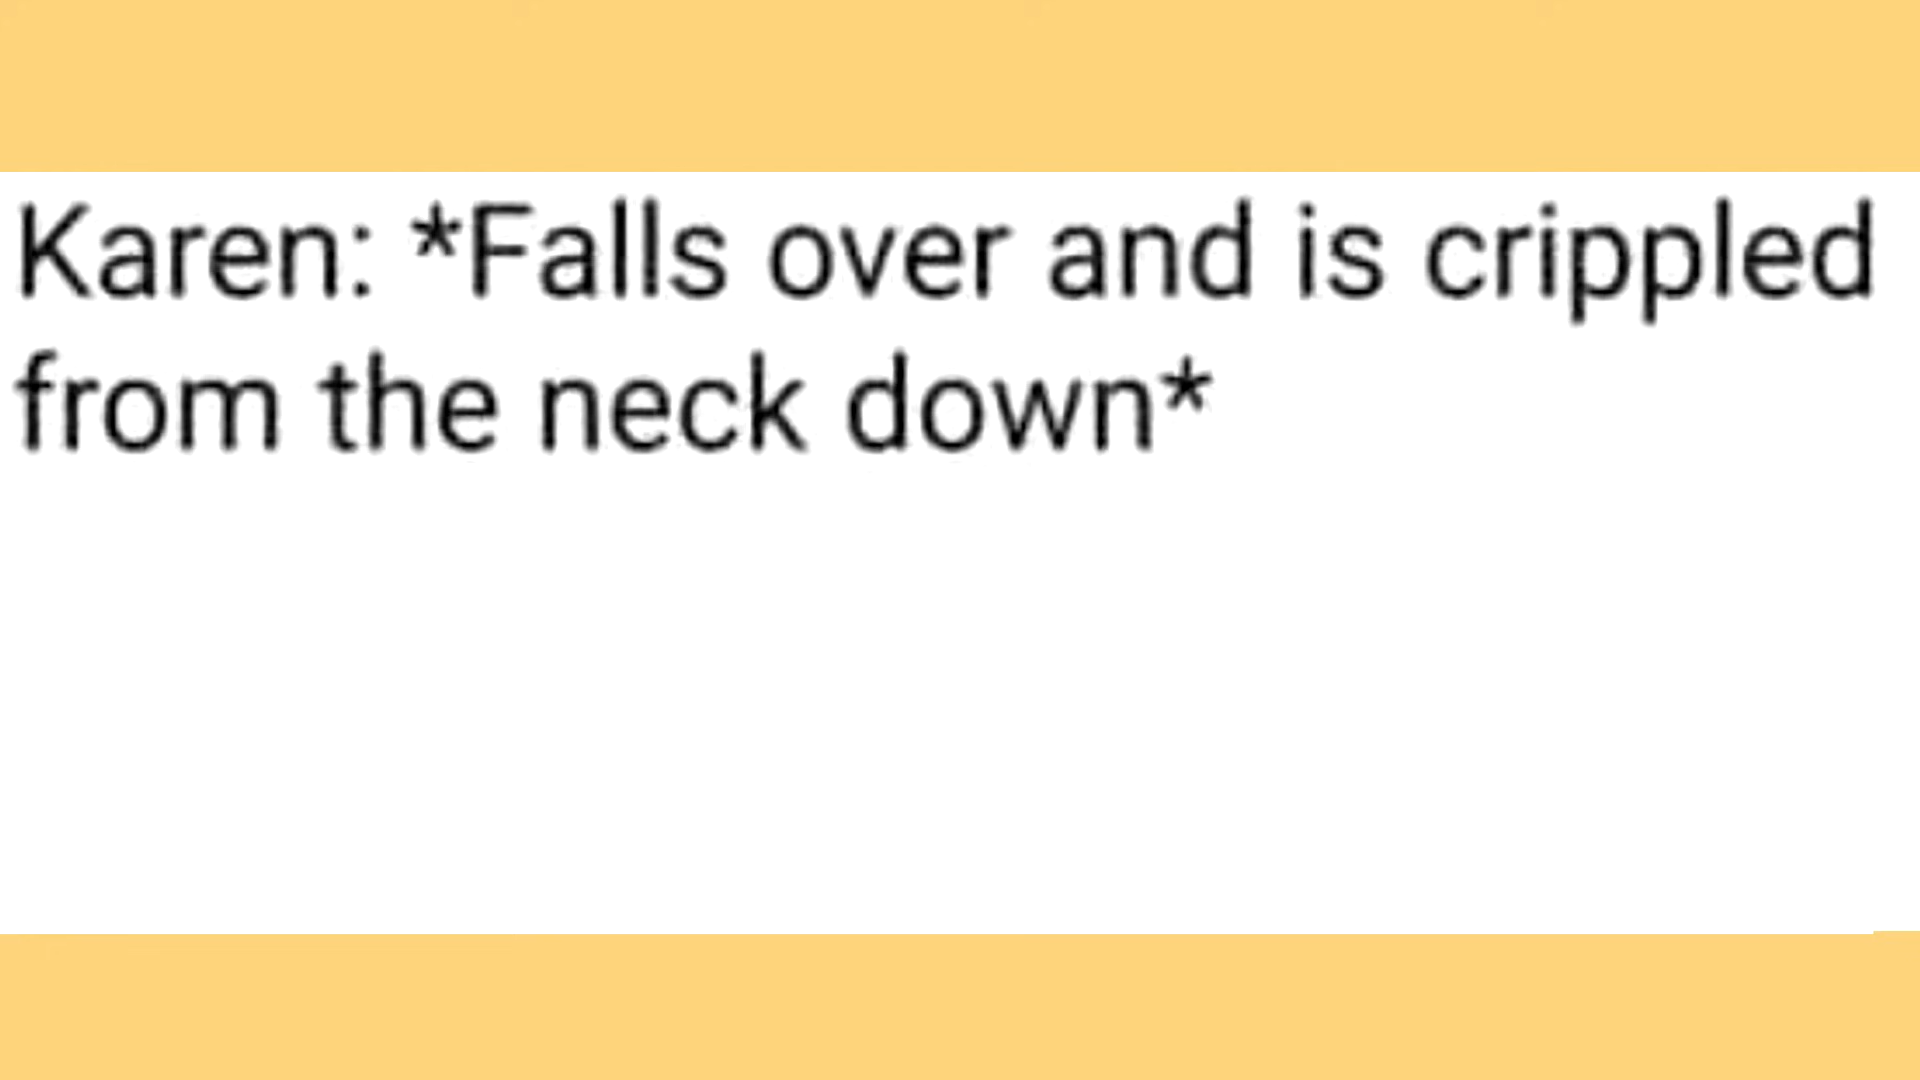 Karen: *Falls over and is crippled
from the neck down*